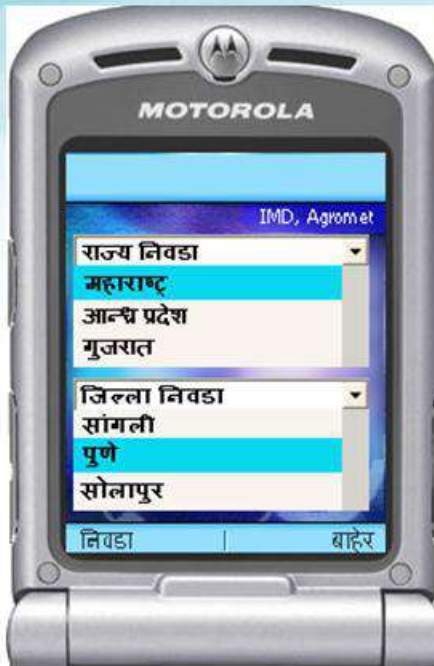 MOTOROLA
IMD, Agromet
राज्य निवडा
महाराष्ट्र
आन्ध्र प्रदेश
गुजरात
जिल्ला निवडा
सांगली
पुणे
सोलापुर
निवडा | बाहेर